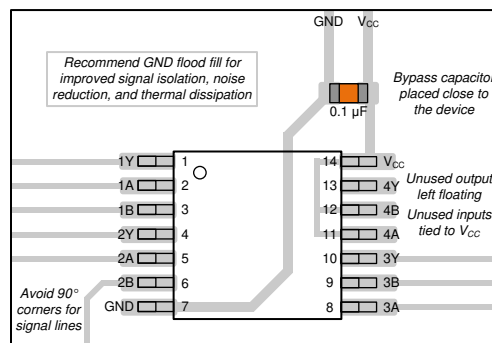 GND VCC
Recommend GND flood fill for
improved signal isolation, noise
reduction, and thermal dissipation
Bypass capacitor
placed close to
the device
0.1 µF
1Y 1 14 VCC
1A 2 13 4Y
1B 3 12 4B
2Y 4 11 4A
2A 5 10 3Y
2B 6 9 3B
GND 7 8 3A
Unused output
left floating
Unused inputs
tied to VCC
Avoid 90°
corners for
signal lines